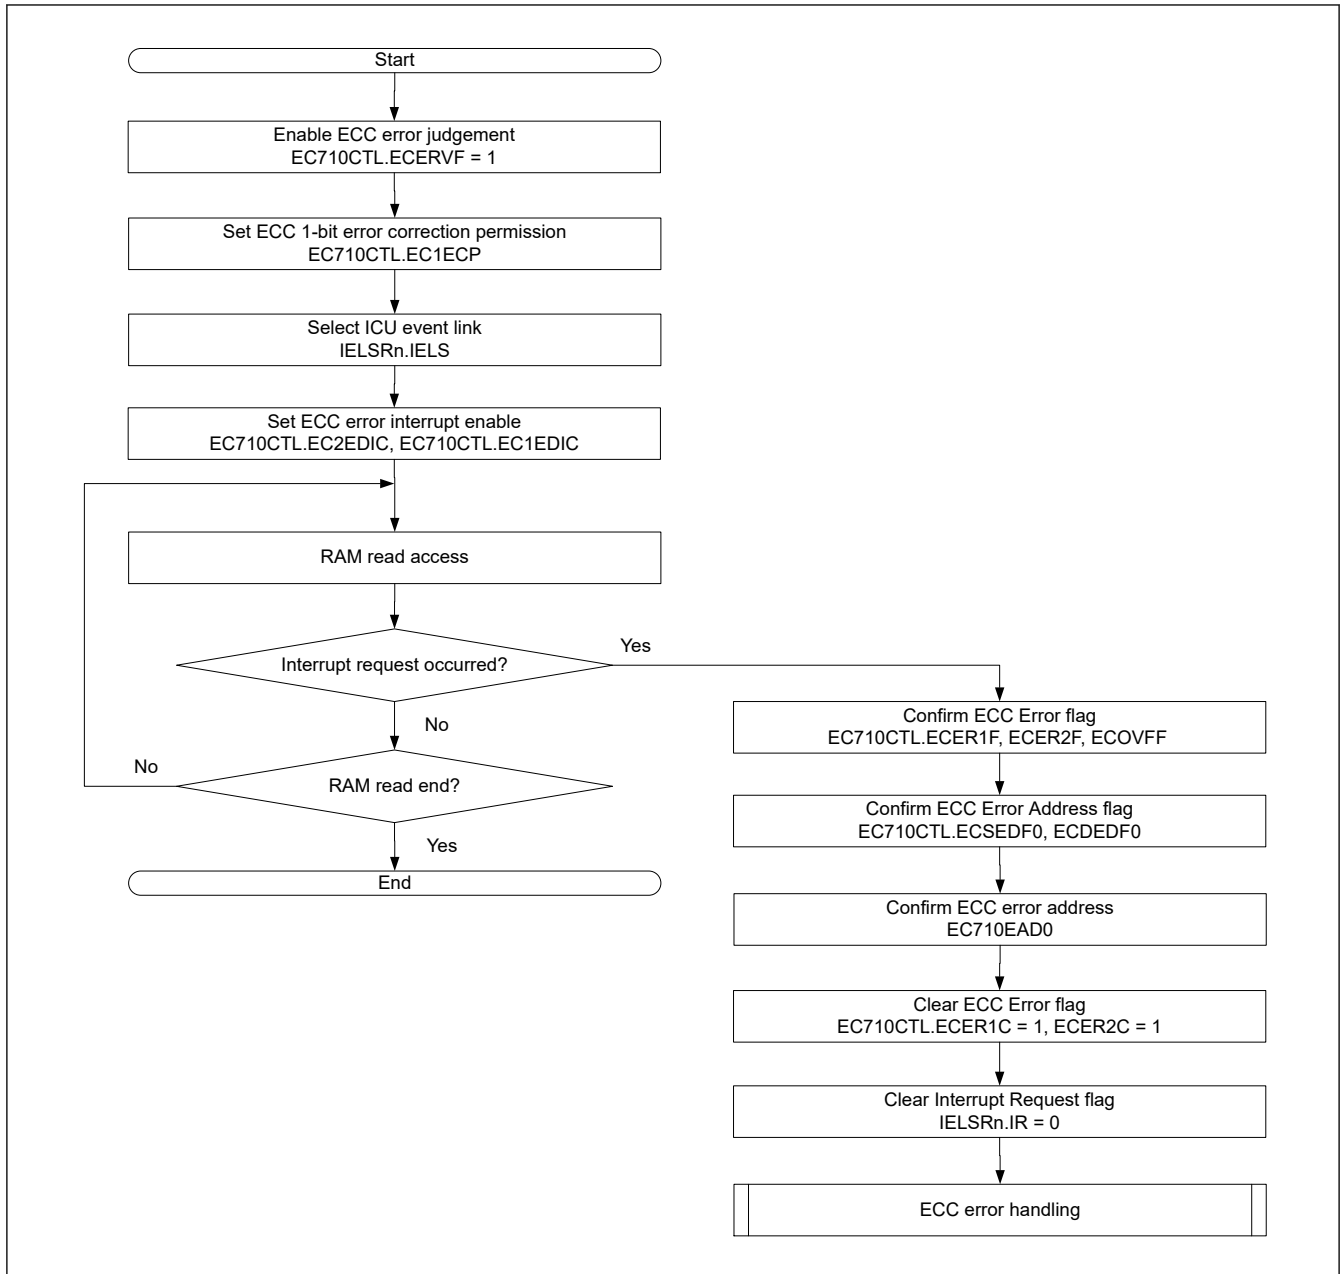 Start
Enable ECC error judgement
EC710CTL.ECERVF = 1
Set ECC 1-bit error correction permission
EC710CTL.EC1ECP
Select ICU event link
IELSRn.IELS
Set ECC error interrupt enable
EC710CTL.EC2EDIC, EC710CTL.EC1EDIC
RAM read access
Interrupt request occurred?
Yes
No
RAM read end?
No
Yes
End
Confirm ECC Error flag
EC710CTL.ECER1F, ECER2F, ECOVFF
Confirm ECC Error Address flag
EC710CTL.ECSEDF0, ECDEDF0
Confirm ECC error address
EC710EAD0
Clear ECC Error flag
EC710CTL.ECER1C = 1, ECER2C = 1
Clear Interrupt Request flag
IELSRn.IR = 0
ECC error handling